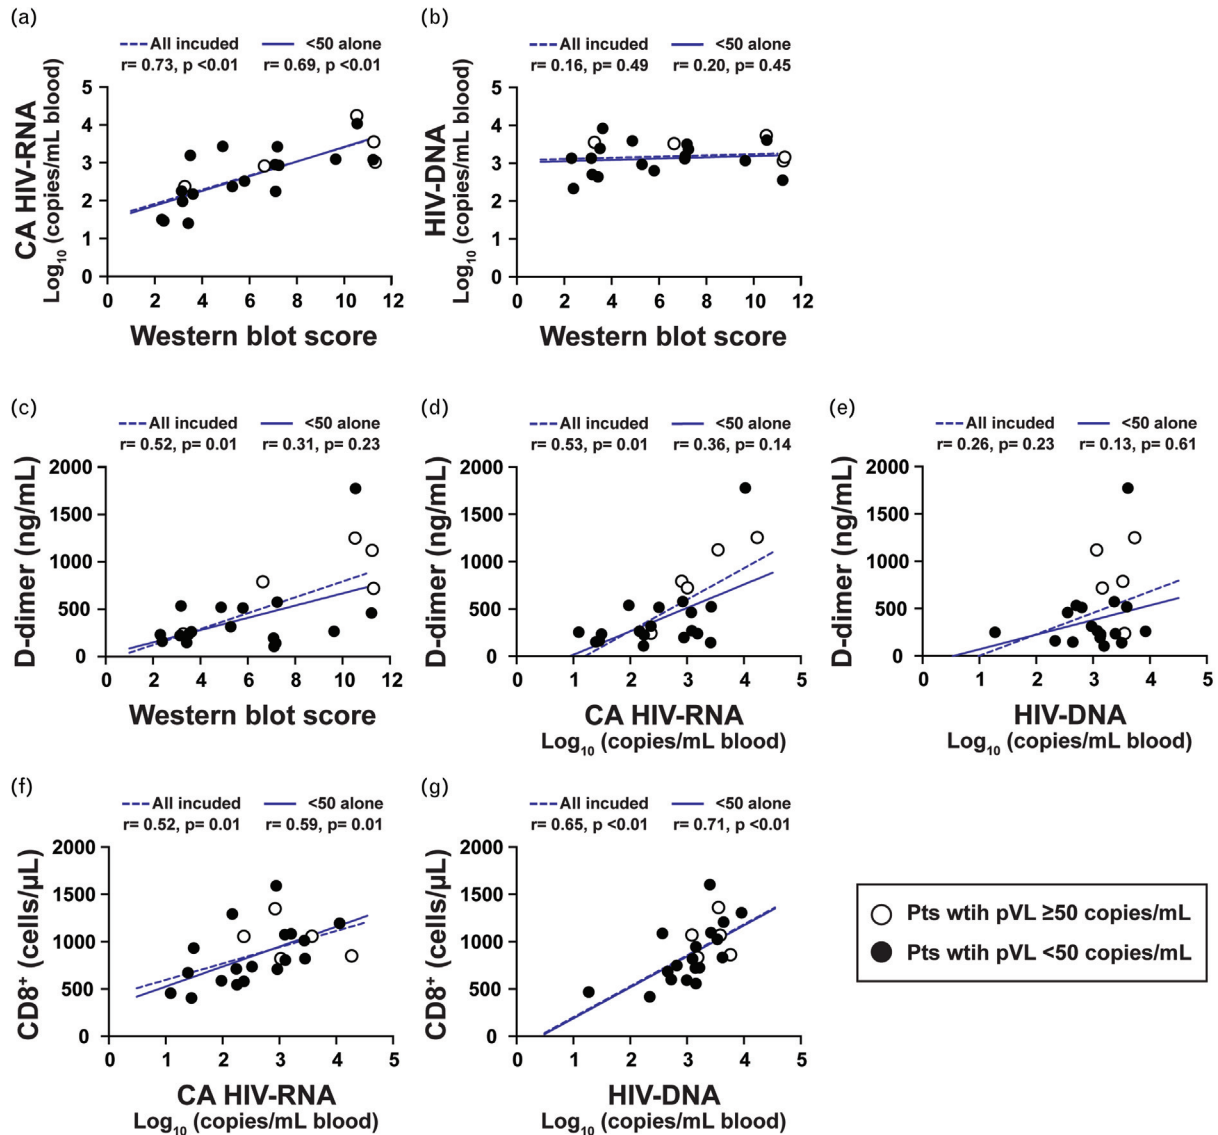 (a)
All incuded <50 alone
r= 0.73, p <0.01 r= 0.69, p <0.01
CA HIV-RNA
Log10 (copies/mL blood)
5
4
3
2
1
0
0 2 4 6 8 10 12
Western blot score
(b)
All incuded <50 alone
r= 0.16, p= 0.49 r= 0.20, p= 0.45
HIV-DNA
Log10 (copies/mL blood)
5
4
3
2
1
0
0 2 4 6 8 10 12
Western blot score
(c)
All incuded <50 alone
r= 0.52, p= 0.01 r= 0.31, p= 0.23
D-dimer (ng/mL)
2000
1500
1000
500
0
0 2 4 6 8 10 12
Western blot score
(d)
All incuded <50 alone
r= 0.53, p= 0.01 r= 0.36, p= 0.14
D-dimer (ng/mL)
2000
1500
1000
500
0
0 1 2 3 4 5
CA HIV-RNA
Log10 (copies/mL blood)
(e)
All incuded <50 alone
r= 0.26, p= 0.23 r= 0.13, p= 0.61
D-dimer (ng/mL)
2000
1500
1000
500
0
0 1 2 3 4 5
HIV-DNA
Log10 (copies/mL blood)
(f)
All incuded <50 alone
r= 0.52, p= 0.01 r= 0.59, p= 0.01
CD8+ (cells/µL)
2000
1500
1000
500
0
0 1 2 3 4 5
CA HIV-RNA
Log10 (copies/mL blood)
(g)
All incuded <50 alone
r= 0.65, p <0.01 r= 0.71, p <0.01
CD8+ (cells/µL)
2000
1500
1000
500
0
0 1 2 3 4 5
HIV-DNA
Log10 (copies/mL blood)
Pts wtih pVL ≥50 copies/mL
Pts wtih pVL <50 copies/mL